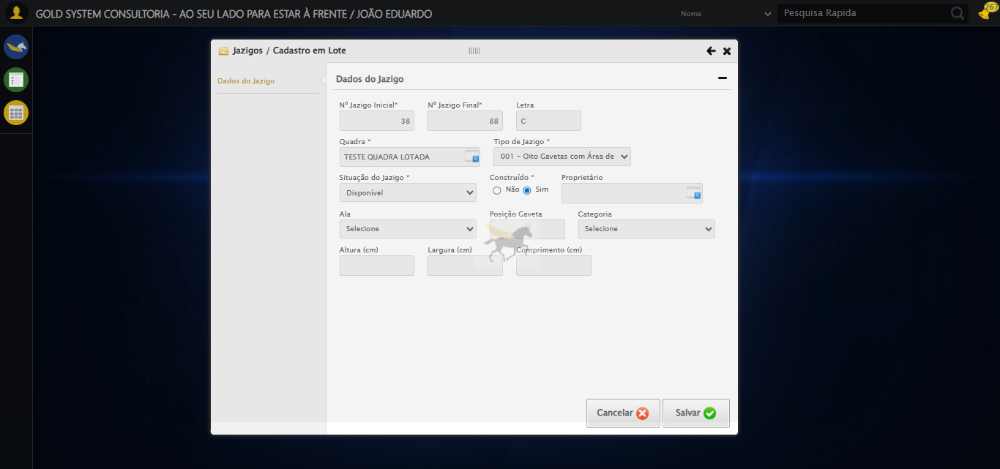 GOLD SYSTEM CONSULTORIA - AO SEU LADO PARA ESTAR À FRENTE / JOÃO EDUARDO
Nome
Pesquisa Rapida
267
Jazigos / Cadastro em Lote
Dados do Jazigo
Dados do Jazigo
Nº Jazigo Inicial* Nº Jazigo Final* Letra
38 88 C
Quadra * Tipo de Jazigo *
TESTE QUADRA LOTADA 001 - Oito Gavetas com Área de
Situação do Jazigo * Construído * Proprietário
Disponível Não Sim
Ala Posição Gaveta Categoria
Selecione Selecione
Altura (cm) Largura (cm) Comprimento (cm)
Cancelar Salvar